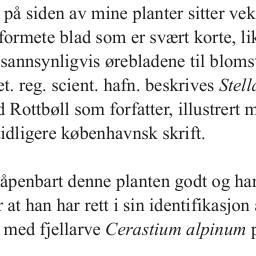 på siden av mine planter sitter vek
formete blad som er svært korte, lik
sannsynligvis ørebladene til bloms
et. reg. scient. hafn. beskrives Stell
d Rottbøll som forfatter, illustrert m
tidligere københavnsk skrift.
åpenbart denne planten godt og har
r at han har rett i sin identifikasjon a
med fjellarve Cerastium alpinum p